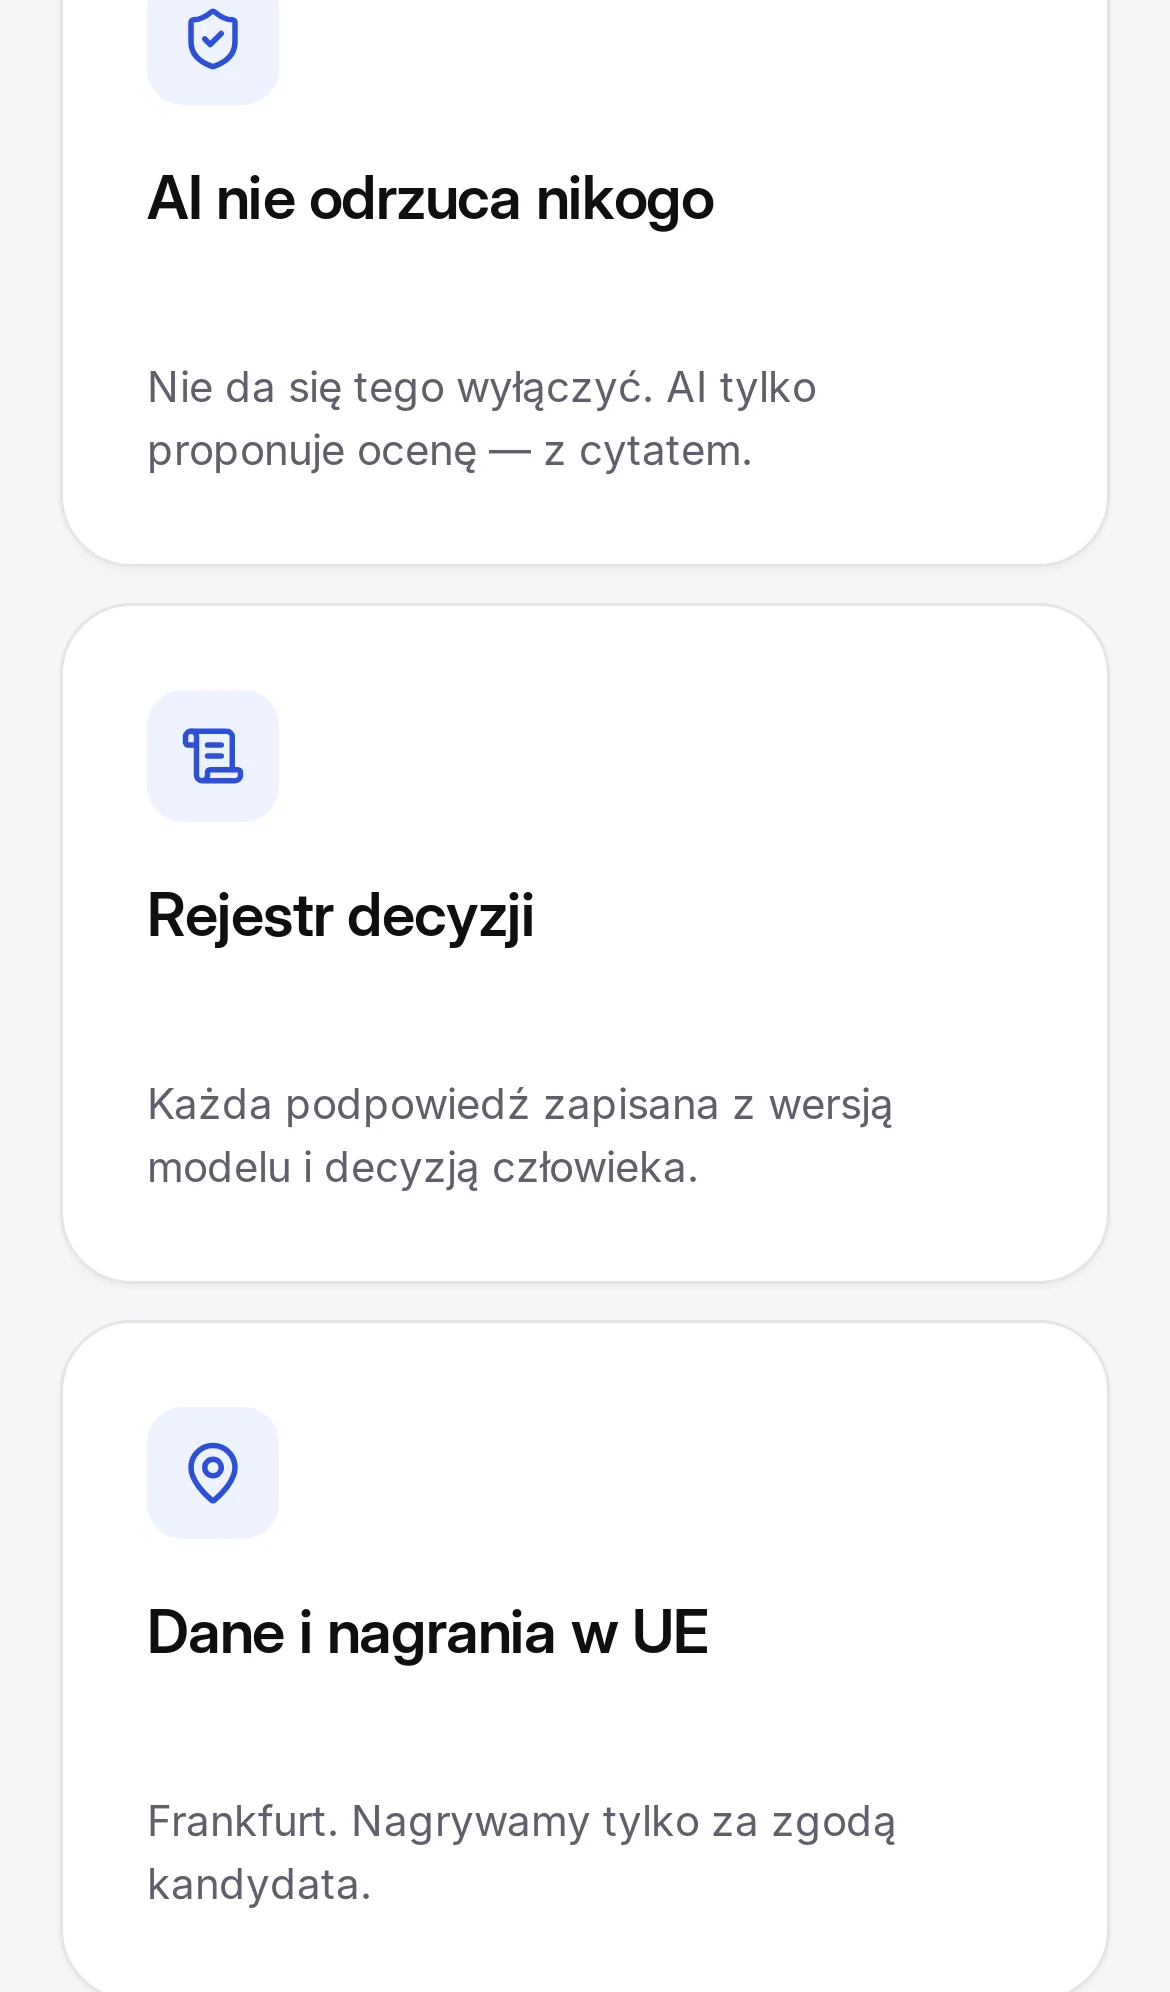 AI nie odrzuca nikogo
Nie da się tego wyłączyć. AI tylko
proponuje ocenę — z cytatem.
Rejestr decyzji
Każda podpowiedź zapisana z wersją
modelu i decyzją człowieka.
Dane i nagrania w UE
Frankfurt. Nagrywamy tylko za zgodą
kandydata.